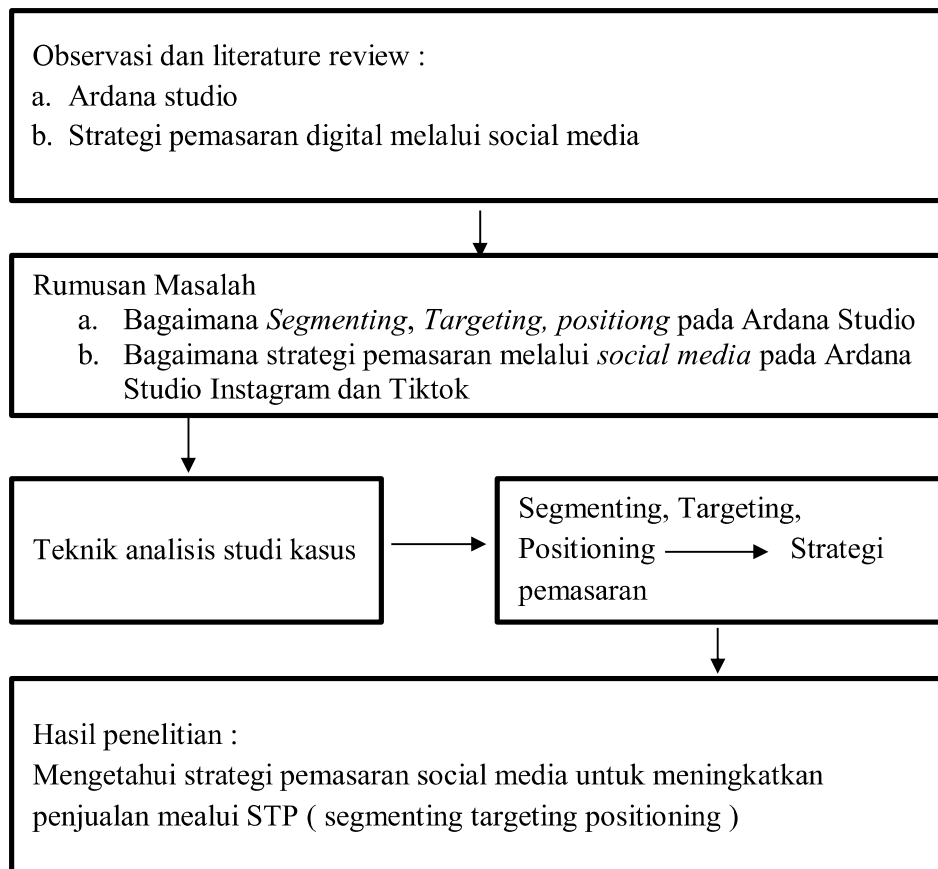 Observasi dan literature review :
a. Ardana studio
b. Strategi pemasaran digital melalui social media
Rumusan Masalah
a. Bagaimana Segmenting, Targeting, positiong pada Ardana Studio
b. Bagaimana strategi pemasaran melalui social media pada Ardana
Studio Instagram dan Tiktok
Teknik analisis studi kasus
Segmenting, Targeting,
Positioning Strategi
pemasaran
Hasil penelitian :
Mengetahui strategi pemasaran social media untuk meningkatkan
penjualan mealui STP ( segmenting targeting positioning )